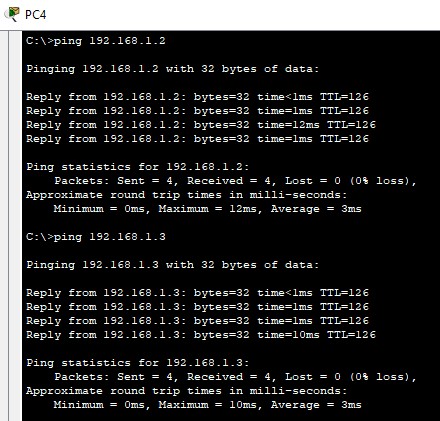 PC4
C:\>ping 192.168.1.2
Pinging 192.168.1.2 with 32 bytes of data:
Reply from 192.168.1.2: bytes=32 time<1ms TTL=126
Reply from 192.168.1.2: bytes=32 time<1ms TTL=126
Reply from 192.168.1.2: bytes=32 time=12ms TTL=126
Reply from 192.168.1.2: bytes=32 time=1ms TTL=126
Ping statistics for 192.168.1.2:
    Packets: Sent = 4, Received = 4, Lost = 0 (0% loss),
Approximate round trip times in milli-seconds:
    Minimum = 0ms, Maximum = 12ms, Average = 3ms
C:\>ping 192.168.1.3
Pinging 192.168.1.3 with 32 bytes of data:
Reply from 192.168.1.3: bytes=32 time<1ms TTL=126
Reply from 192.168.1.3: bytes=32 time=1ms TTL=126
Reply from 192.168.1.3: bytes=32 time=1ms TTL=126
Reply from 192.168.1.3: bytes=32 time=10ms TTL=126
Ping statistics for 192.168.1.3:
    Packets: Sent = 4, Received = 4, Lost = 0 (0% loss),
Approximate round trip times in milli-seconds:
    Minimum = 0ms, Maximum = 10ms, Average = 3ms